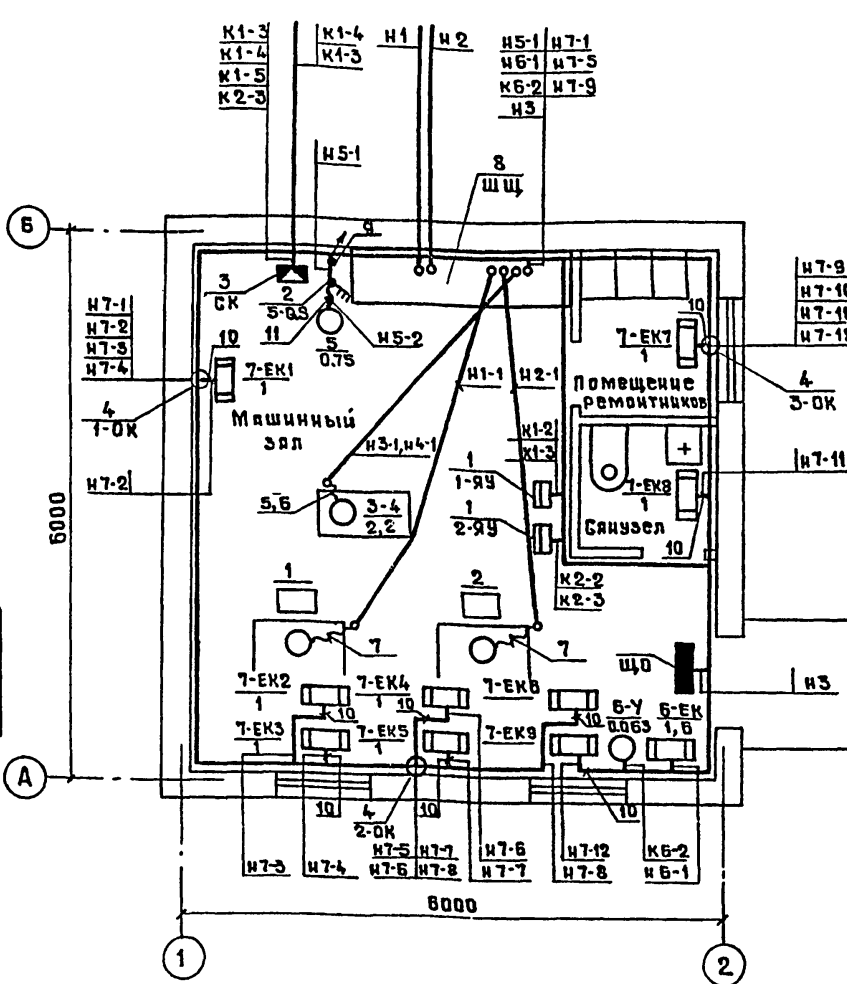 К1-3
К1-4
К1-5
К2-3
К1-4
К1-3
Н1
Н2
Н5-1
Н6-1
К6-2
Н3
Н7-1
Н7-5
Н7-9
Н5-1
8
ШЩ
Б
9
3
СК
2
11
5
0,75
Н5-2
Н7-1
Н7-2
Н7-3
Н7-4
10
7-ЕК1
1
4
1-ОК
Машинный
зал
Н7-2
Н1-1
Н2-1
Н3-1, Н4-1
10
7-ЕК7
1
Помещение
ремонтников
Н7-9
4
3-ОК
К1-2
К1-3
1
1-ЯУ
1
2-ЯУ
7-ЕК8
1
Санузел
10
Н7-11
6000
5,6
3-4
2,2
К2-2
К2-3
1
2
7
7
ЩО
Н3
7-ЕК2
1
7-ЕК4
1
7-ЕК6
6-У
0.063
6-ЕК
1,6
10
10
10
7-ЕК3
1
7-ЕК5
1
7-ЕК9
А
10
4
2-ОК
10
10
Н7-3
Н7-4
Н7-5
Н7-6
Н7-7
Н7-8
Н7-6
Н7-7
Н7-12
Н7-8
К6-2
Н6-1
6000
1
2